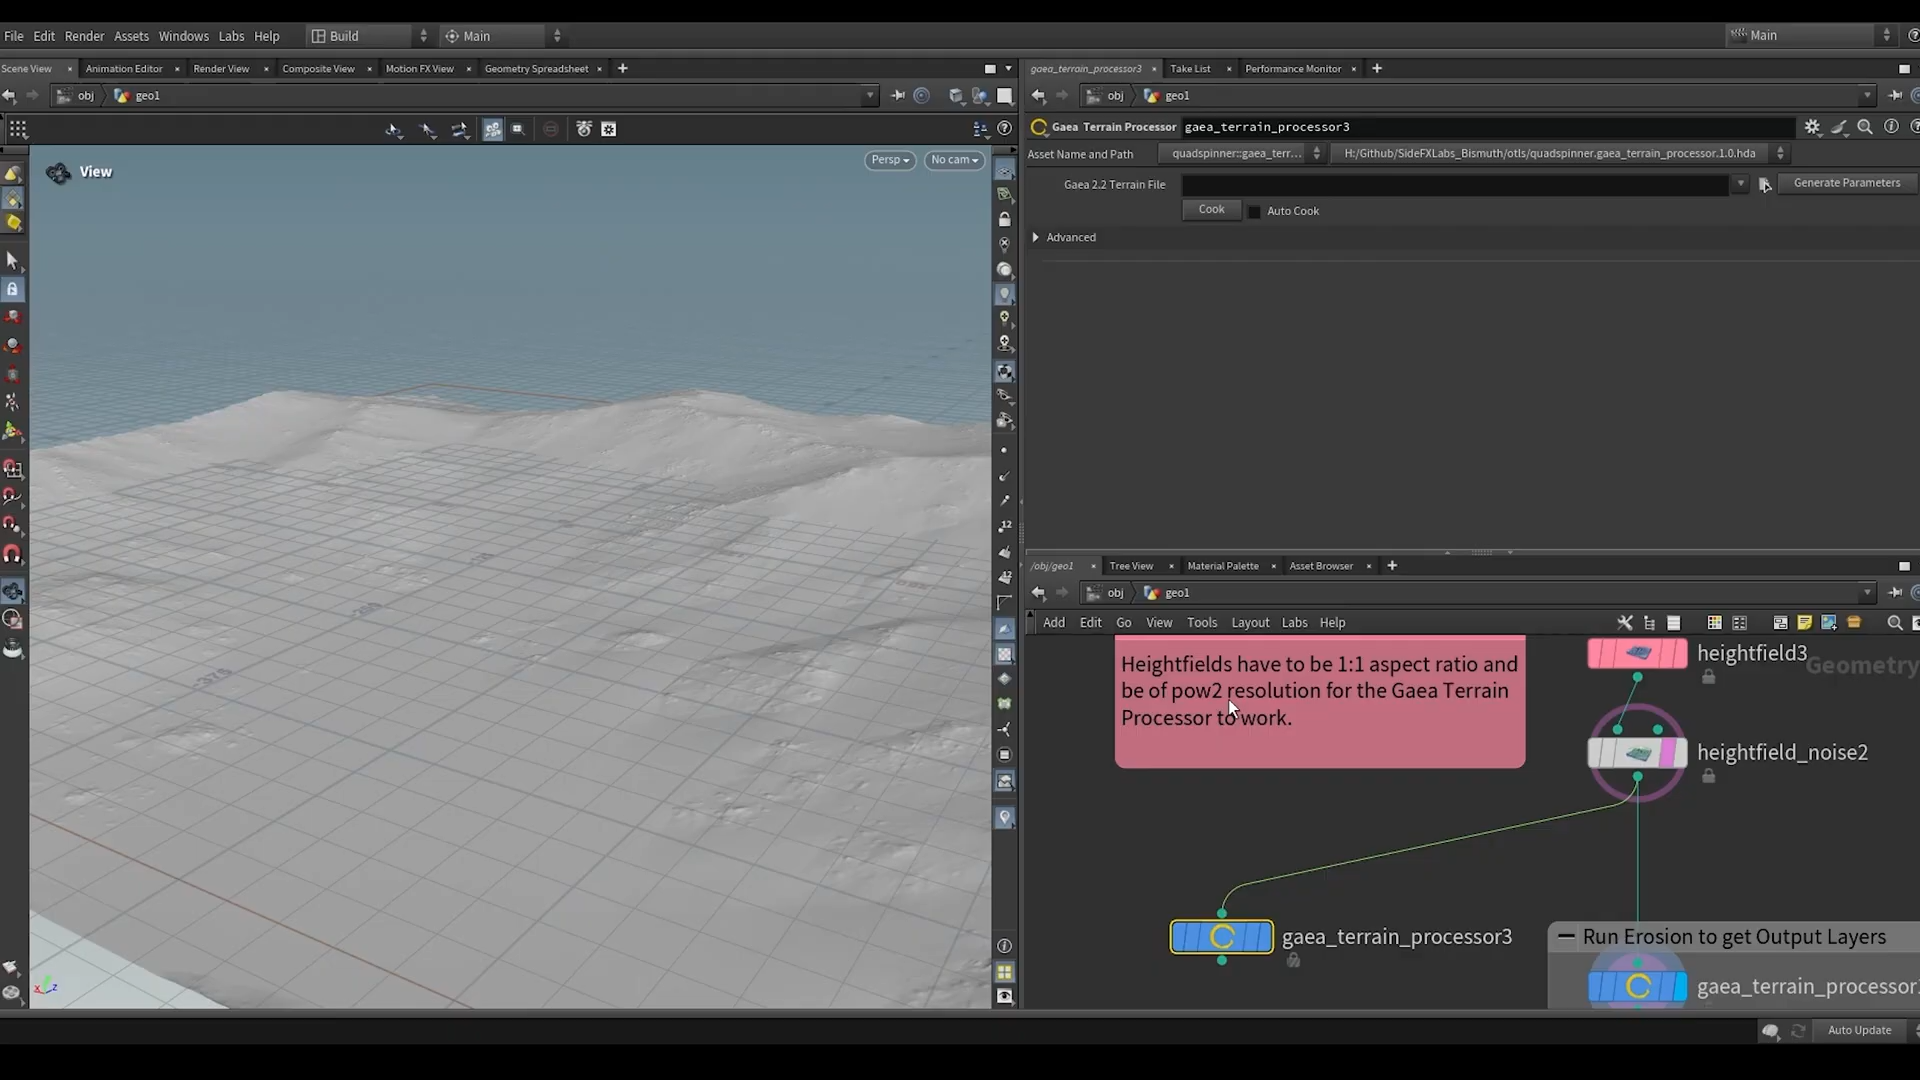 File Edit Render Assets Windows Labs Help Build Main Main
Scene View Animation Editor Render View Composite View Motion FX View Geometry Spreadsheet
obj geo1
View
Persp No cam
-250
-375
gaea_terrain_processor3 Take List Performance Monitor
obj geo1
Gaea Terrain Processor gaea_terrain_processor3
Asset Name and Path quadspinner::gaea_terr... H:/Github/SideFXLabs_Bismuth/otls/quadspinner.gaea_terrain_processor.1.0.hda
Gaea 2.2 Terrain File Generate Parameters
Cook Auto Cook
Advanced
/obj/geo1 Tree View Material Palette Asset Browser
obj geo1
Add Edit Go View Tools Layout Labs Help
Heightfields have to be 1:1 aspect ratio and
be of pow2 resolution for the Gaea Terrain
Processor to work.
heightfield3
Geometry
heightfield_noise2
gaea_terrain_processor3
Run Erosion to get Output Layers
gaea_terrain_processor
Auto Update